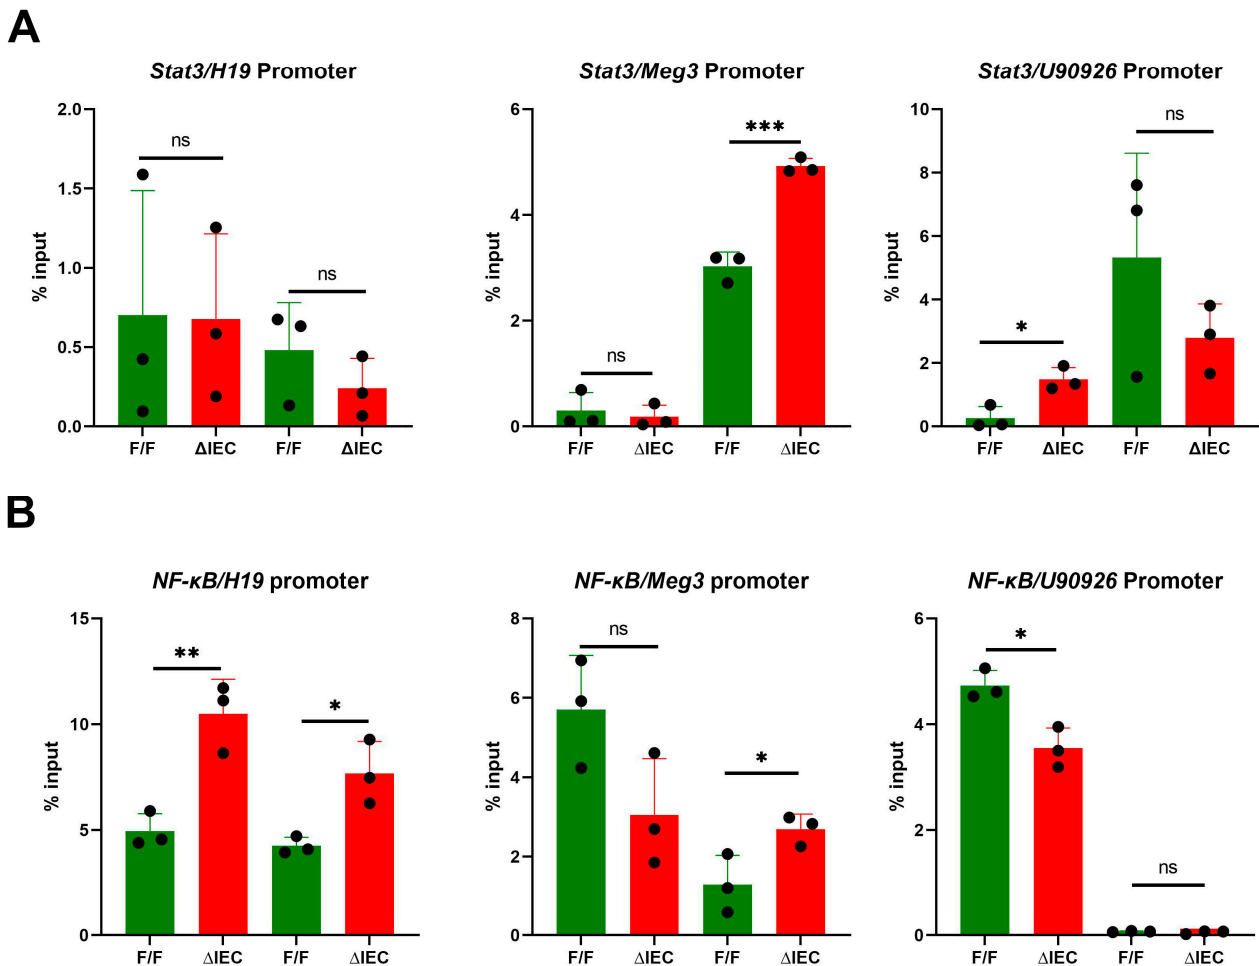 A
Stat3/H19 Promoter
% input
2.0
1.5
1.0
0.5
0.0
ns
ns
F/F ΔIEC F/F ΔIEC
Stat3/Meg3 Promoter
% input
6
4
2
0
ns
***
F/F ΔIEC F/F ΔIEC
Stat3/U90926 Promoter
% input
10
8
6
4
2
0
*
ns
F/F ΔIEC F/F ΔIEC
B
NF-κB/H19 promoter
% input
15
10
5
0
**
*
F/F ΔIEC F/F ΔIEC
NF-κB/Meg3 promoter
% input
8
6
4
2
0
ns
*
F/F ΔIEC F/F ΔIEC
NF-κB/U90926 Promoter
% input
6
4
2
0
*
ns
F/F ΔIEC F/F ΔIEC